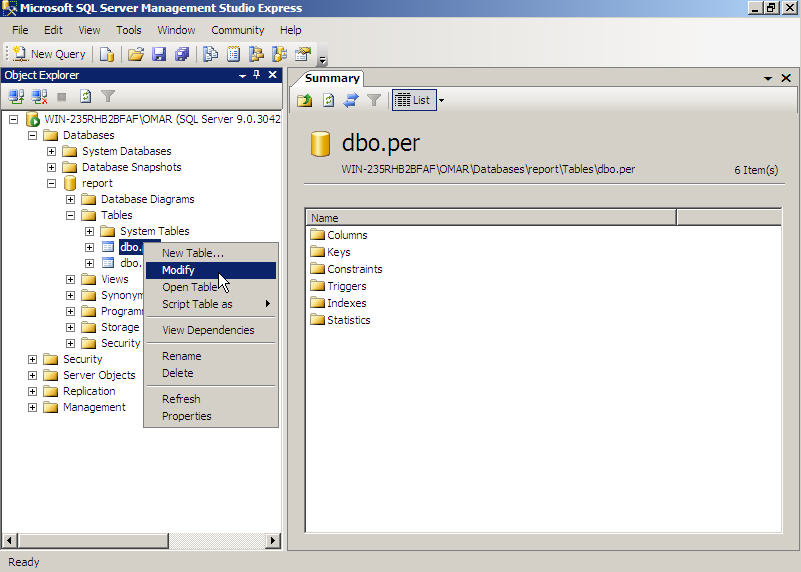 Microsoft SQL Server Management Studio Express
File Edit View Tools Window Community Help
New Query
Object Explorer
WIN-235RHB2BFAF\OMAR (SQL Server 9.0.3042
Databases
System Databases
Database Snapshots
report
Database Diagrams
Tables
System Tables
dbo.
dbo.
Views
Synonym
Programm
Storage
Security
Security
Server Objects
Replication
Management
New Table...
Modify
Open Table
Script Table as
View Dependencies
Rename
Delete
Refresh
Properties
Summary
List
dbo.per
WIN-235RHB2BFAF\OMAR\Databases\report\Tables\dbo.per 6 Item(s)
Name
Columns
Keys
Constraints
Triggers
Indexes
Statistics
Ready